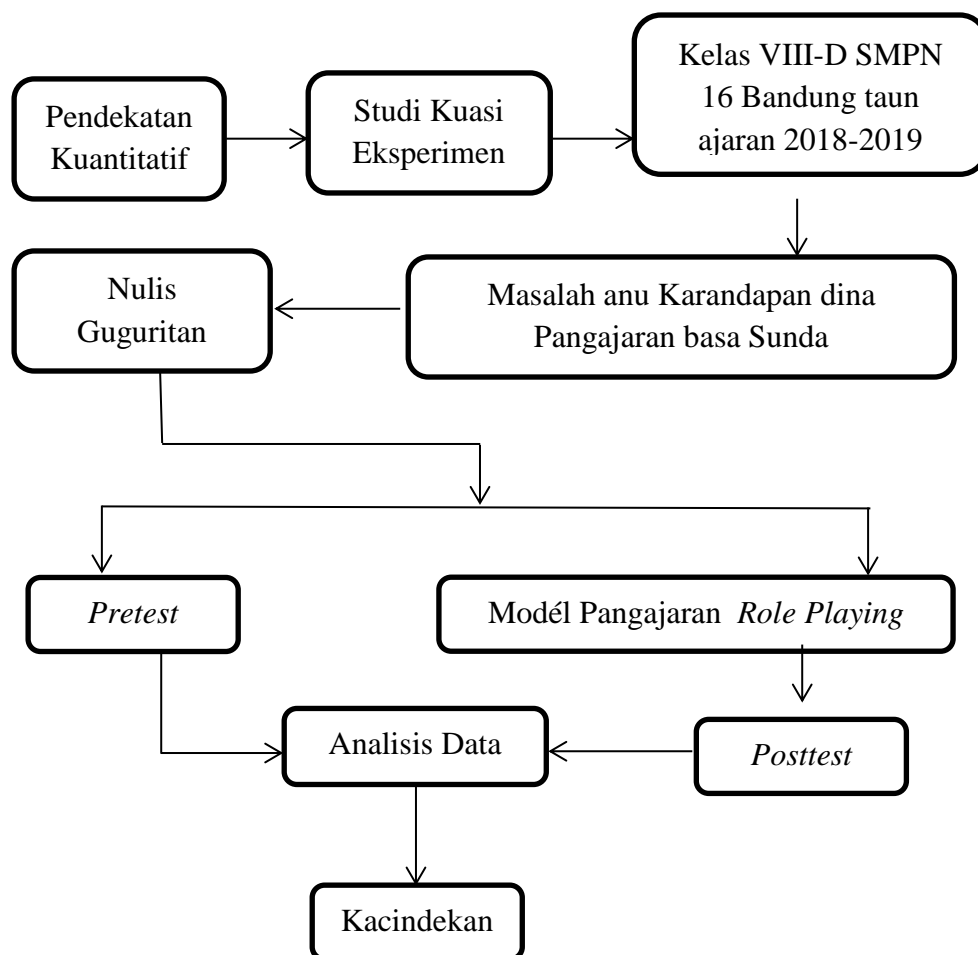 Pendekatan
Kuantitatif
Studi Kuasi
Eksperimen
Kelas VIII-D SMPN
16 Bandung taun
ajaran 2018-2019
Masalah anu Karandapan dina
Pangajaran basa Sunda
Nulis
Guguritan
Pretest
Modél Pangajaran Role Playing
Posttest
Analisis Data
Kacindekan